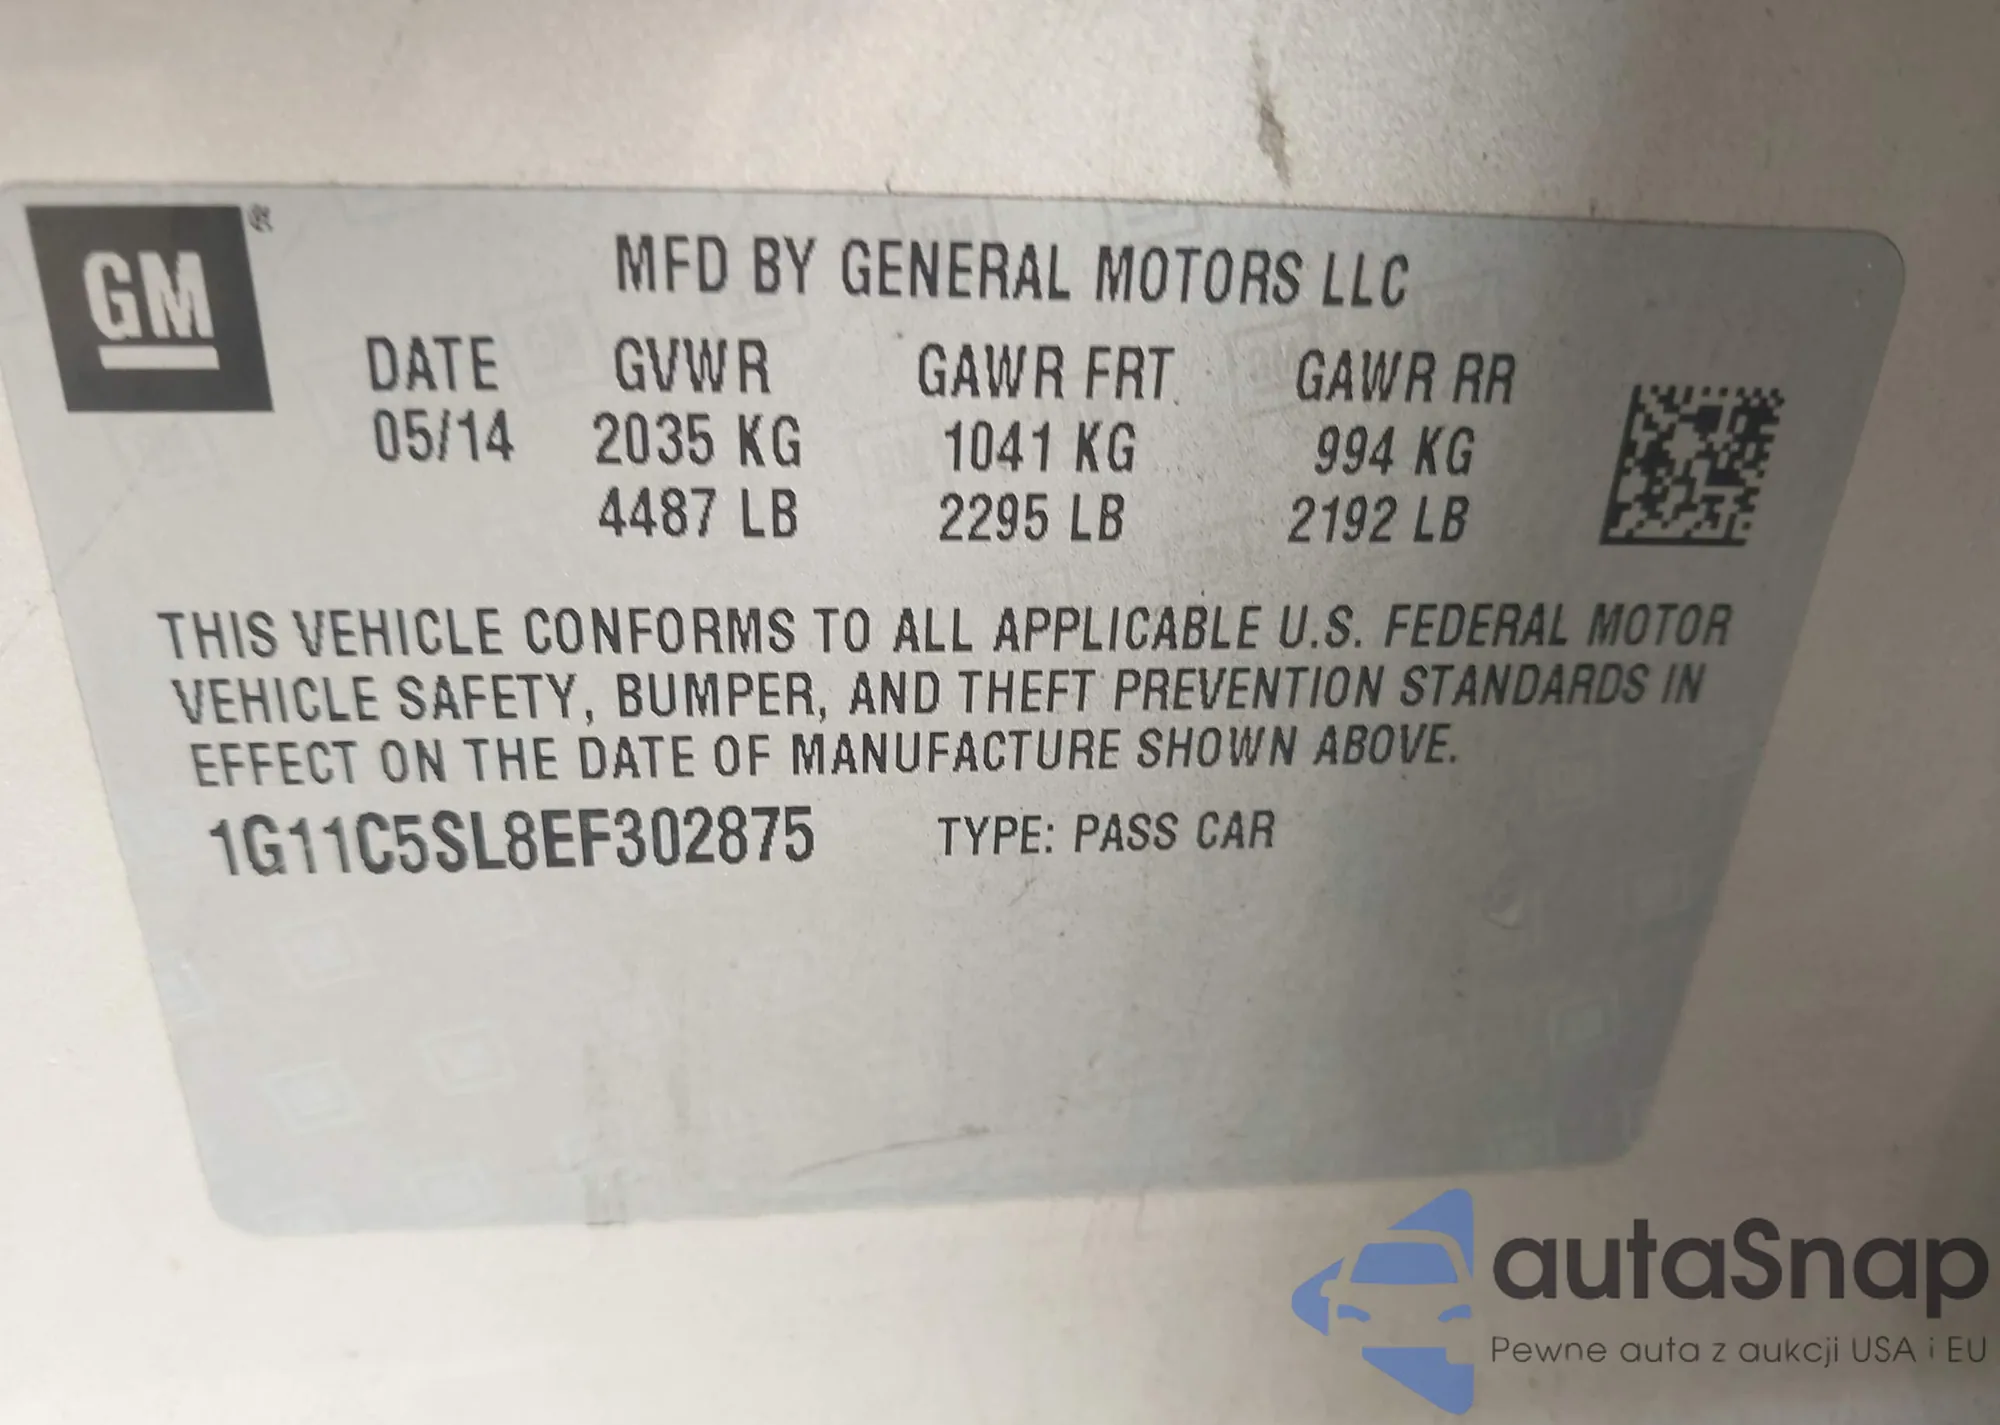 GM®
MFD BY GENERAL MOTORS LLC
DATE GVWR GAWR FRT GAWR RR
05/14 2035 KG 1041 KG 994 KG
4487 LB 2295 LB 2192 LB
THIS VEHICLE CONFORMS TO ALL APPLICABLE U.S. FEDERAL MOTOR
VEHICLE SAFETY, BUMPER, AND THEFT PREVENTION STANDARDS IN
EFFECT ON THE DATE OF MANUFACTURE SHOWN ABOVE.
1G11C5SL8EF302875 TYPE: PASS CAR
autaSnap
Pewne auta z aukcji USA i EU